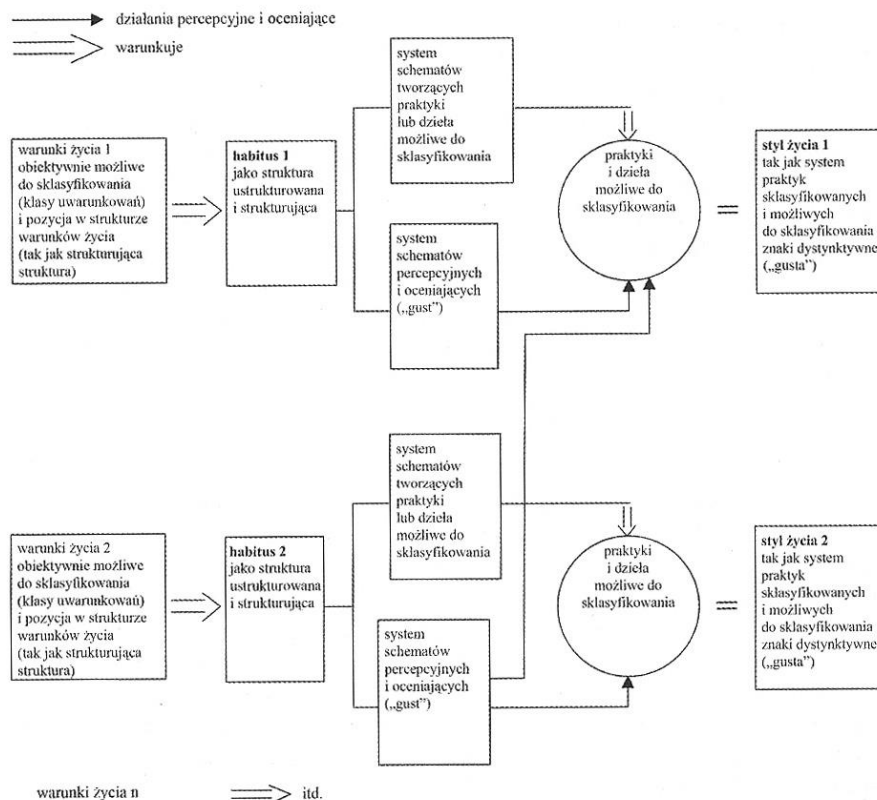 działania percepcyjne i oceniające
warunkuje
warunki życia 1
obiektywnie możliwe
do sklasyfikowania
(klasy uwarunkowań)
i pozycja w strukturze
warunków życia
(tak jak strukturująca
struktura)
habitus 1
jako struktura
ustrukturowana
i strukturująca
system
schematów
tworzących
praktyki
lub dzieła
możliwe do
sklasyfikowania
system
schematów
percepcyjnych
i oceniających
(„gust”)
praktyki
i dzieła
możliwe do
sklasyfikowania
styl życia 1
tak jak system
praktyk
sklasyfikowanych
i możliwych
do sklasyfikowania
znaki dystynktywne
(„gusta”)
warunki życia 2
obiektywnie możliwe
do sklasyfikowania
(klasy uwarunkowań)
i pozycja w strukturze
warunków życia
(tak jak strukturująca
struktura)
habitus 2
jako struktura
ustrukturowana
i strukturująca
system
schematów
tworzących
praktyki
lub dzieła
możliwe do
sklasyfikowania
system
schematów
percepcyjnych
i oceniających
(„gust”)
praktyki
i dzieła
możliwe do
sklasyfikowania
styl życia 2
tak jak system
praktyk
sklasyfikowanych
i możliwych
do sklasyfikowania
znaki dystynktywne
(„gusta”)
warunki życia n
itd.